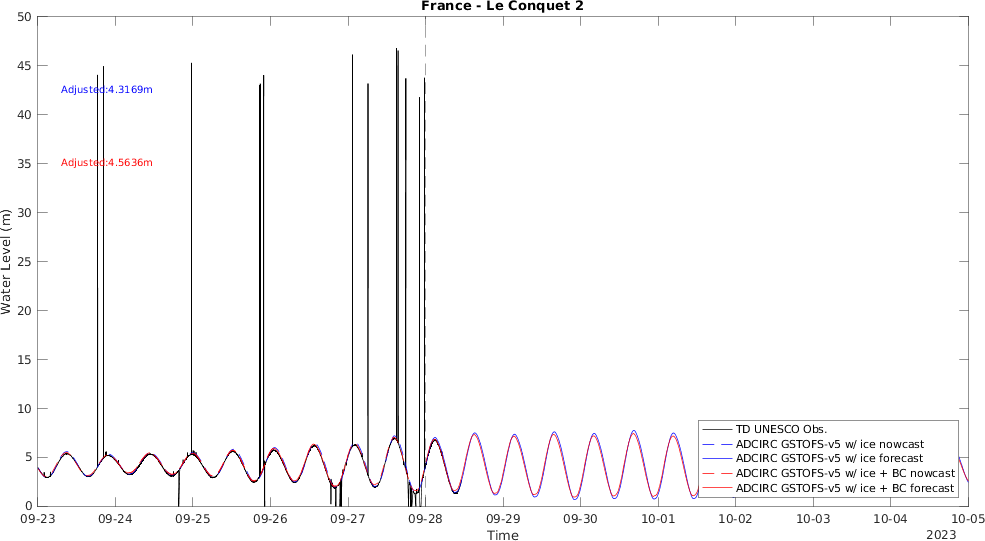 France - Le Conquet 2
50
45
40
35
30
25
20
15
10
5
0
Water Level (m)
Adjusted:4.3169m
Adjusted:4.5636m
TD UNESCO Obs.
ADCIRC GSTOFS-v5 w/ ice nowcast
ADCIRC GSTOFS-v5 w/ ice forecast
ADCIRC GSTOFS-v5 w/ ice + BC nowcast
ADCIRC GSTOFS-v5 w/ ice + BC forecast
09-23 09-24 09-25 09-26 09-27 09-28 09-29 09-30 10-01 10-02 10-03 10-04 10-05
Time
2023